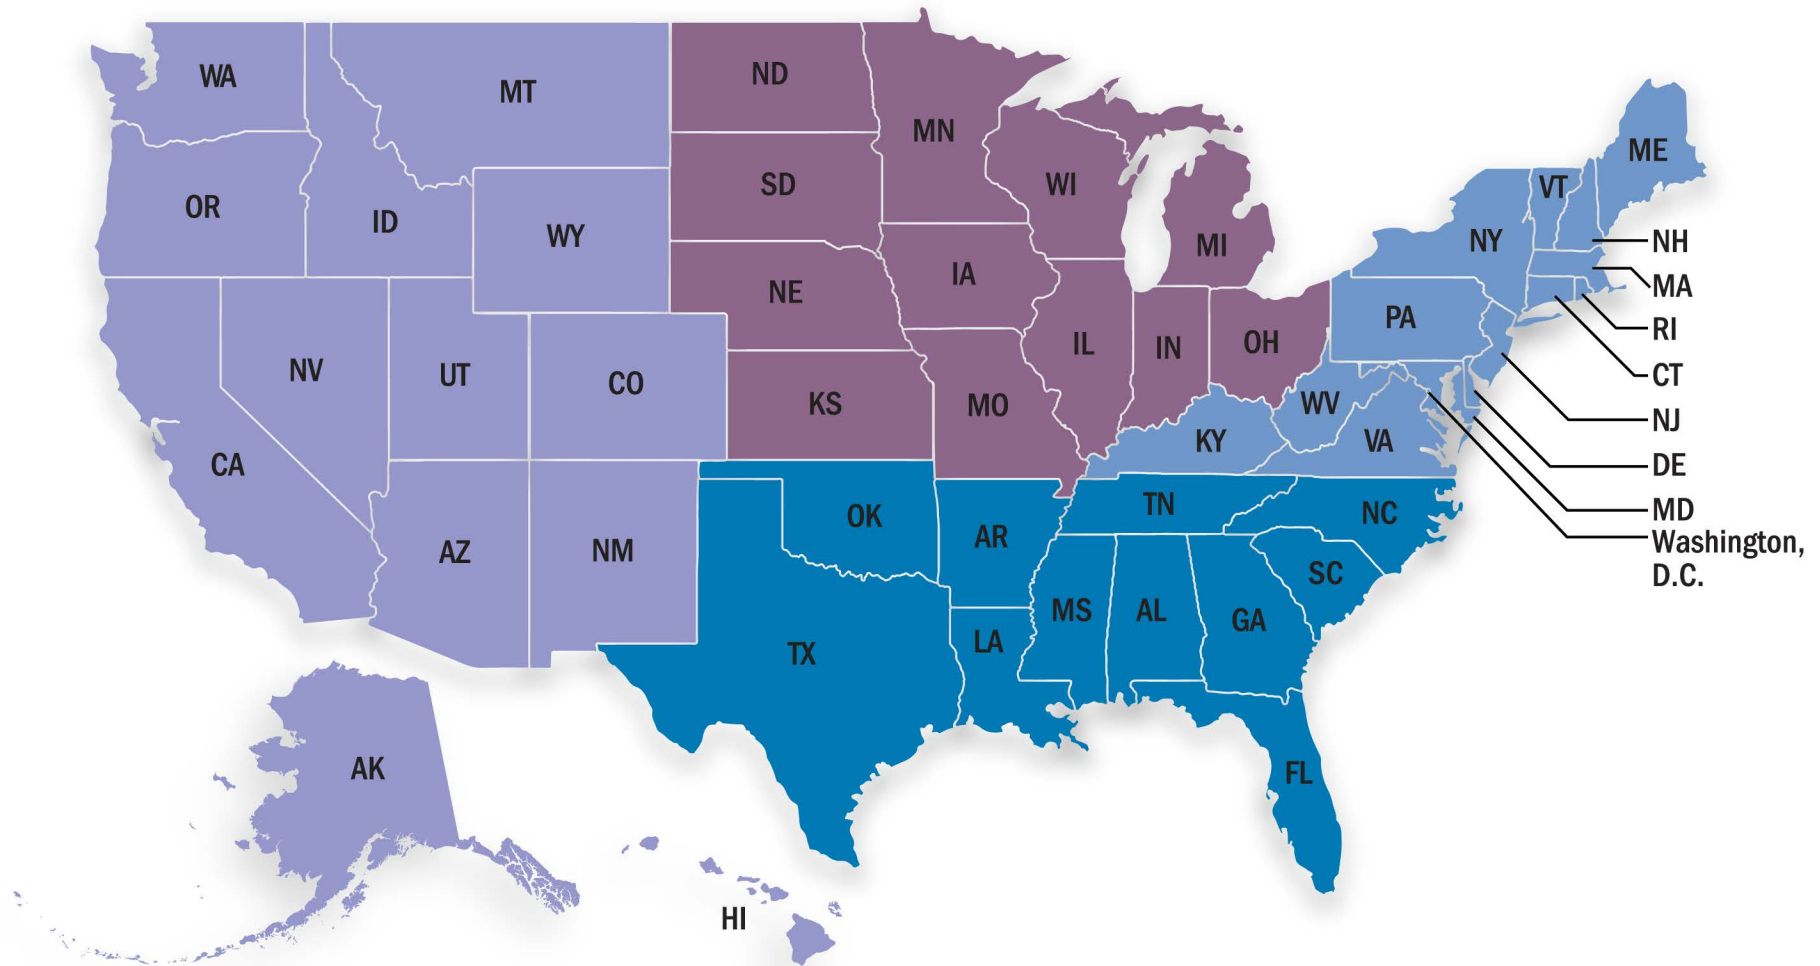 WA
MT
ND
MN
OR
ID
WY
SD
WI
MI
VT
ME
NY
NH
MA
RI
CT
NJ
DE
MD
Washington,
D.C.
NE
IA
PA
NV
UT
CO
KS
MO
IL
IN
OH
WV
KY
VA
CA
AZ
NM
OK
AR
TN
NC
SC
TX
LA
MS
AL
GA
FL
AK
HI